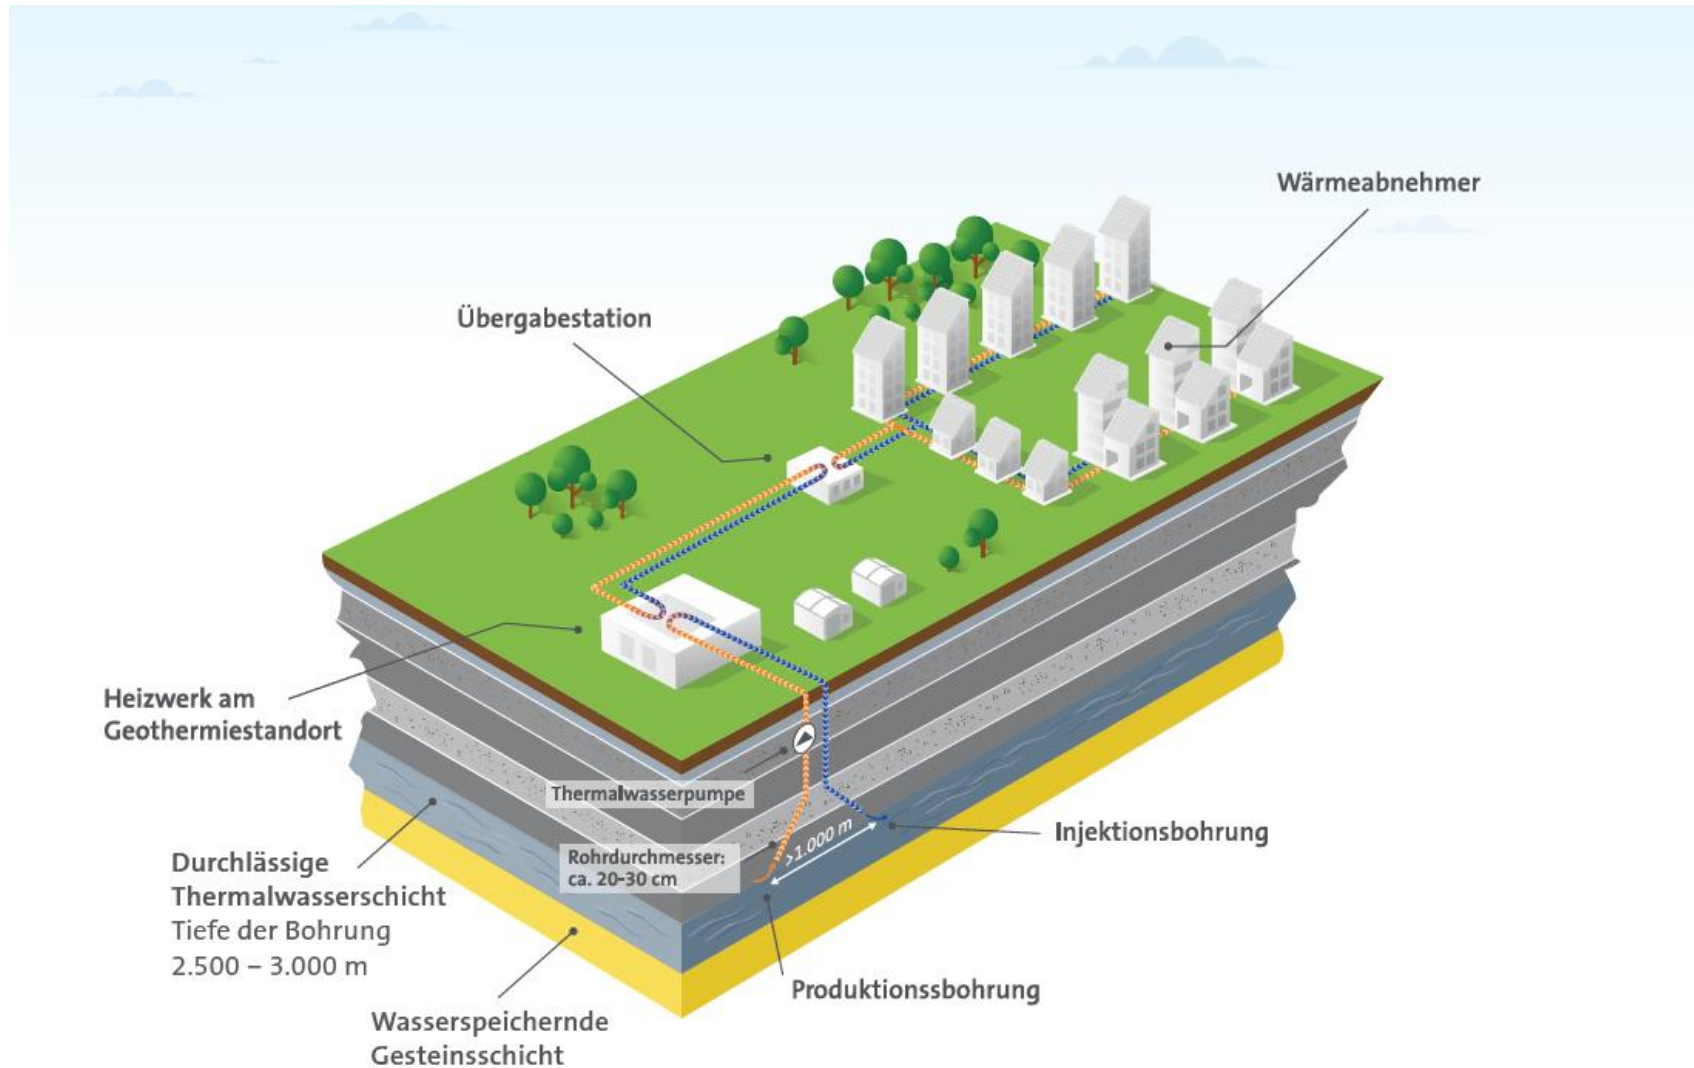 Wärmeabnehmer
Übergabestation
Heizwerk am
Geothermiestandort
Thermalwasserpumpe
Rohrdurchmesser:
ca. 20-30 cm
>1.000 m
Injektionsbohrung
Durchlässige
Thermalwasserschicht
Tiefe der Bohrung
2.500 – 3.000 m
Produktionssbohrung
Wasserspeichernde
Gesteinsschicht